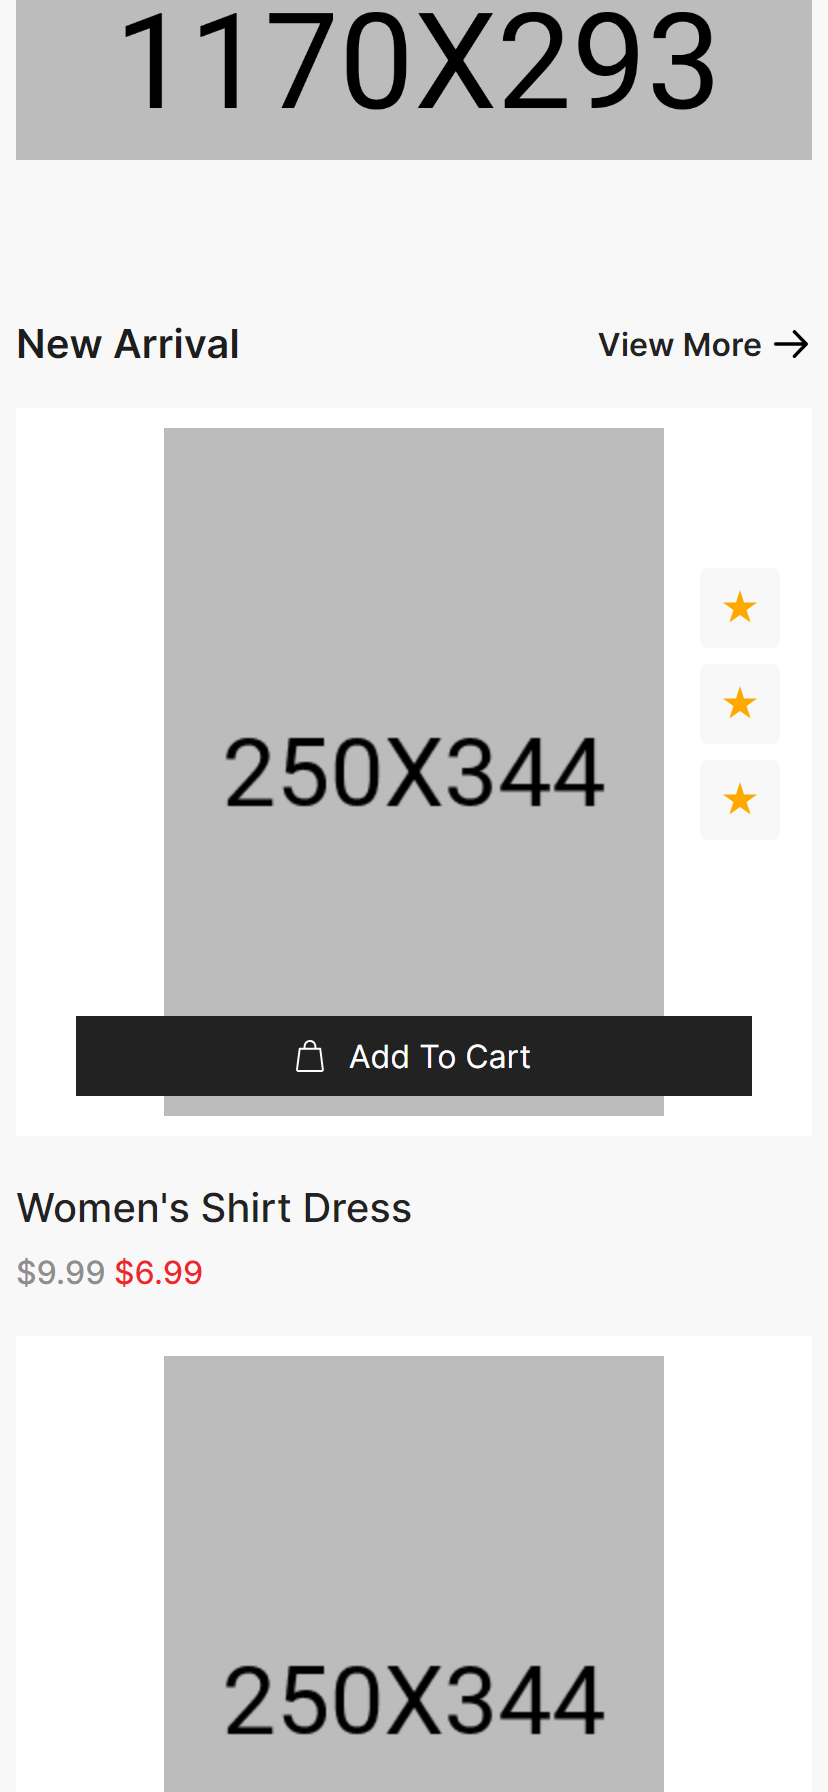 1170X293
New Arrival
View More
250X344
Add To Cart
Women's Shirt Dress
$9.99 $6.99
250X344